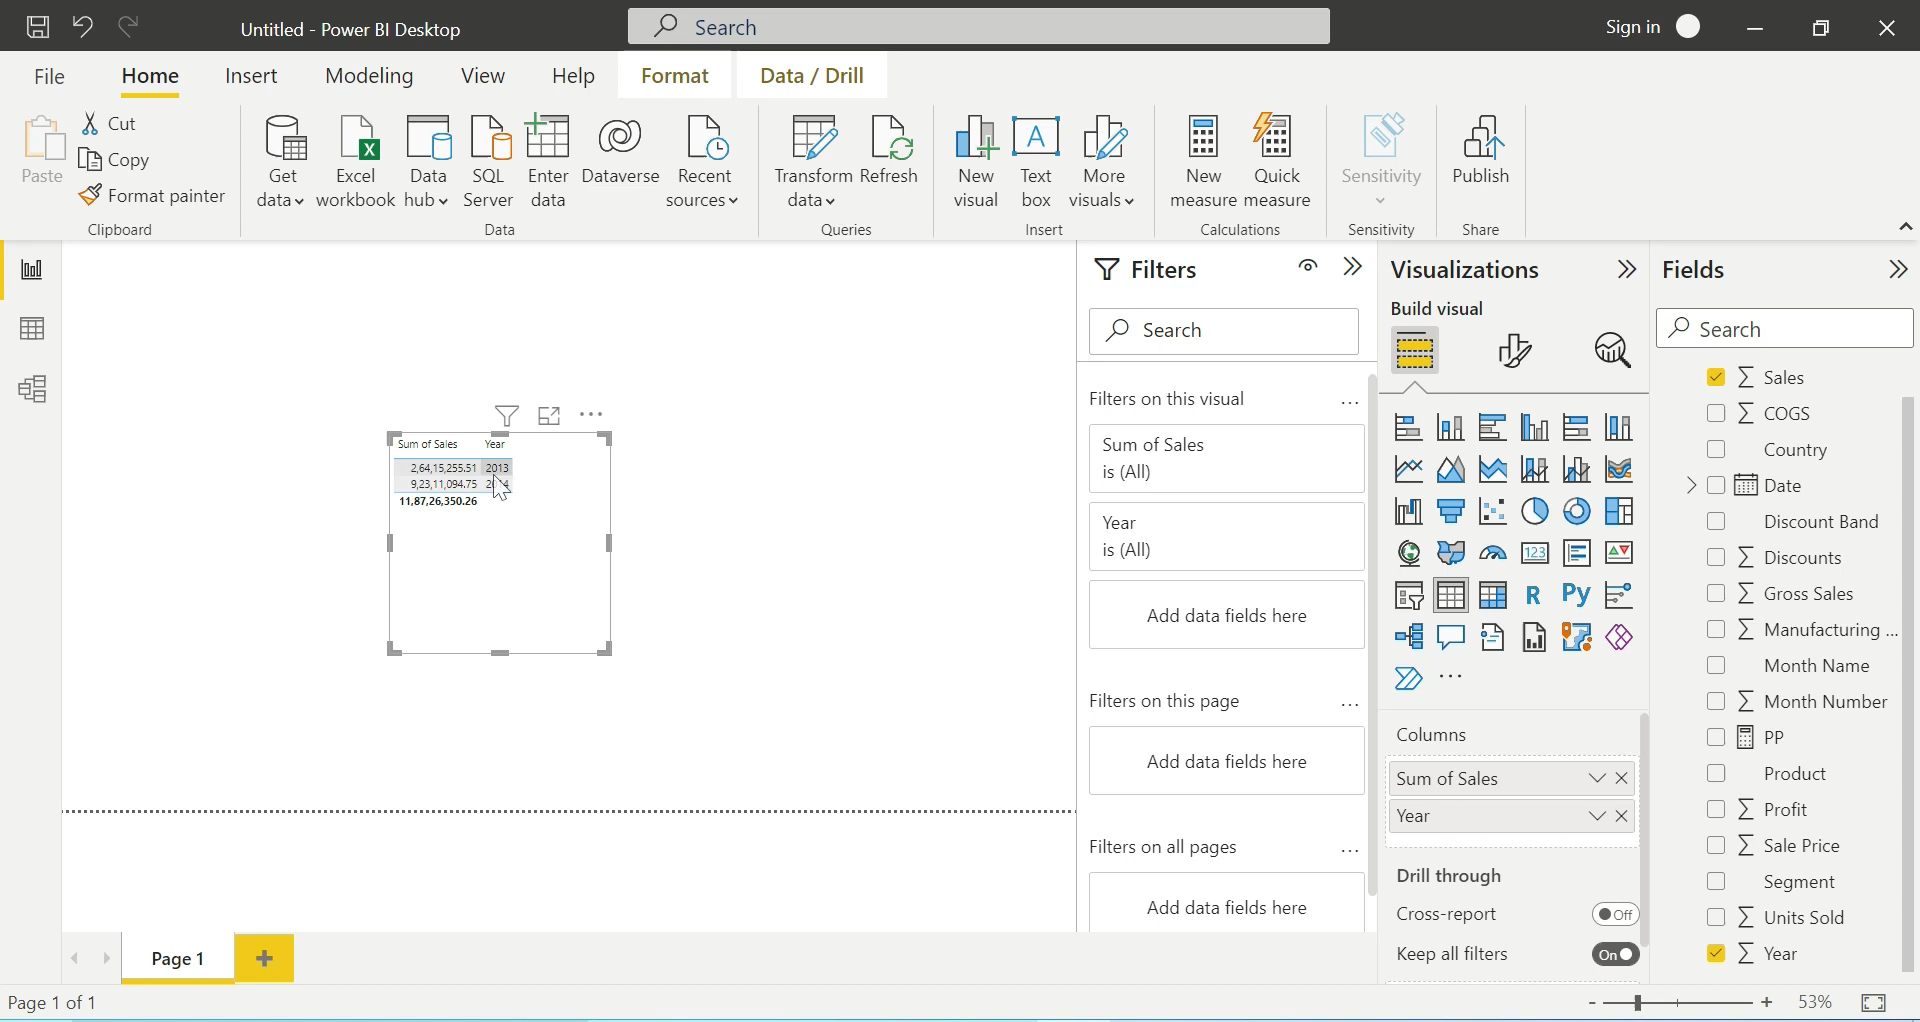 Untitled - Power BI Desktop
Search
Sign in
File
Home
Insert
Modeling
View
Help
Format
Data / Drill
Paste
Cut
Copy
Format painter
Clipboard
Get data
Excel workbook
Data hub
SQL Server
Enter data
Dataverse
Recent sources
Data
Transform data
Refresh
Queries
New visual
Text box
More visuals
Insert
New measure
Quick measure
Calculations
Sensitivity
Sensitivity
Publish
Share
Sum of Sales Year
2,64,15,255.51 2013
9,23,11,094.75
11,87,26,350.26
Filters
Search
Filters on this visual ...
Sum of Sales
is (All)
Year
is (All)
Add data fields here
Filters on this page ...
Add data fields here
Filters on all pages ...
Add data fields here
Visualizations
Build visual
123
R
Py
...
Columns
Sum of Sales
Year
Drill through
Cross-report Off
Keep all filters On
Fields
Search
Sales
COGS
Country
Date
Discount Band
Discounts
Gross Sales
Manufacturing ...
Month Name
Month Number
PP
Product
Profit
Sale Price
Segment
Units Sold
Year
Page 1
Page 1 of 1
- + 53%